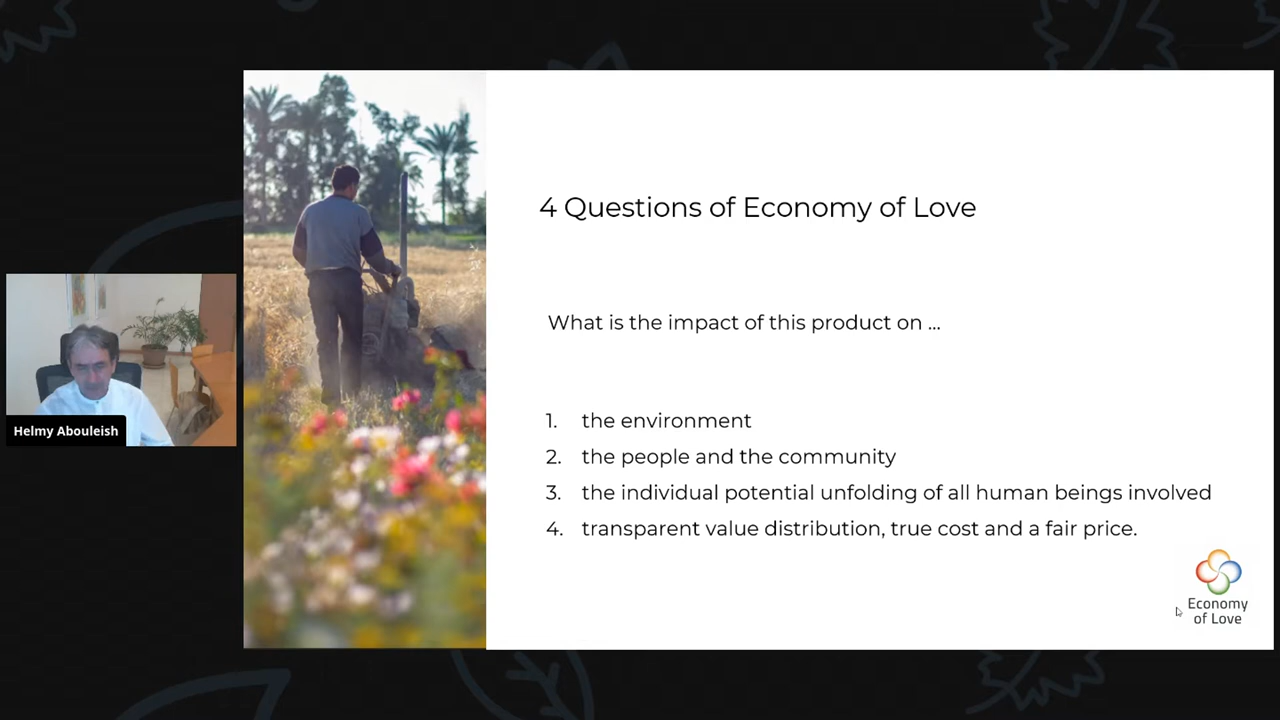 4 Questions of Economy of Love
What is the impact of this product on ...
1. the environment
2. the people and the community
3. the individual potential unfolding of all human beings involved
4. transparent value distribution, true cost and a fair price.
Helmy Abouleish
Economy
of Love